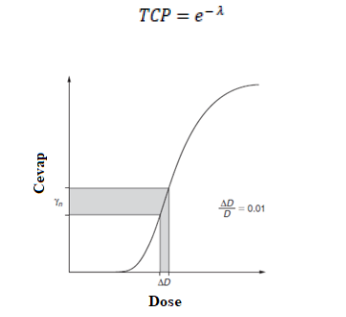 TCP = e^{-λ}
Cevap
γₙ
ΔD/D = 0.01
ΔD
Dose